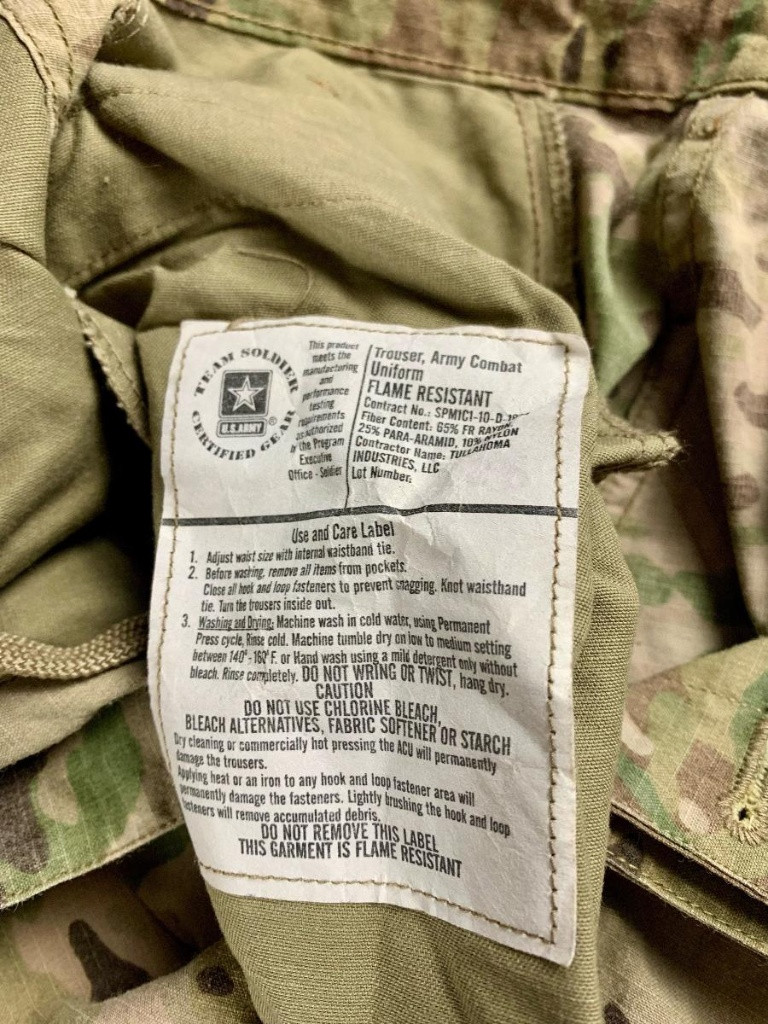 TEAM SOLDIER
U.S.ARMY
CERTIFIED GEAR
This product
meets the
manufacturing
and
performance
testing
requirements
as authorized
by the Program
Executive
Office - Soldier
Trouser, Army Combat
Uniform
FLAME RESISTANT
Contract No.: SPM1C1-10-D
Fiber Content: 65% FR RAYON
25% PARA-ARAMID, 10% NYLON
Contractor Name: TULLAHOMA
INDUSTRIES, LLC
Lot Number:
Use and Care Label
1. Adjust waist size with internal waistband tie.
2. Before washing, remove all items from pockets.
Close all hook and loop fasteners to prevent snagging. Knot waistband
tie. Turn the trousers inside out.
3. Washing and Drying: Machine wash in cold water, using Permanent
Press cycle, Rinse cold. Machine tumble dry on low to medium setting
between 140°-160° F. or Hand wash using a mild detergent only without
bleach. Rinse completely. DO NOT WRING OR TWIST, hang dry.
CAUTION
DO NOT USE CHLORINE BLEACH,
BLEACH ALTERNATIVES, FABRIC SOFTENER OR STARCH
Dry cleaning or commercially hot pressing the ACU will permanently
damage the trousers.
Applying heat or an iron to any hook and loop fastener area will
permanently damage the fasteners. Lightly brushing the hook and loop
fasteners will remove accumulated debris.
DO NOT REMOVE THIS LABEL
THIS GARMENT IS FLAME RESISTANT